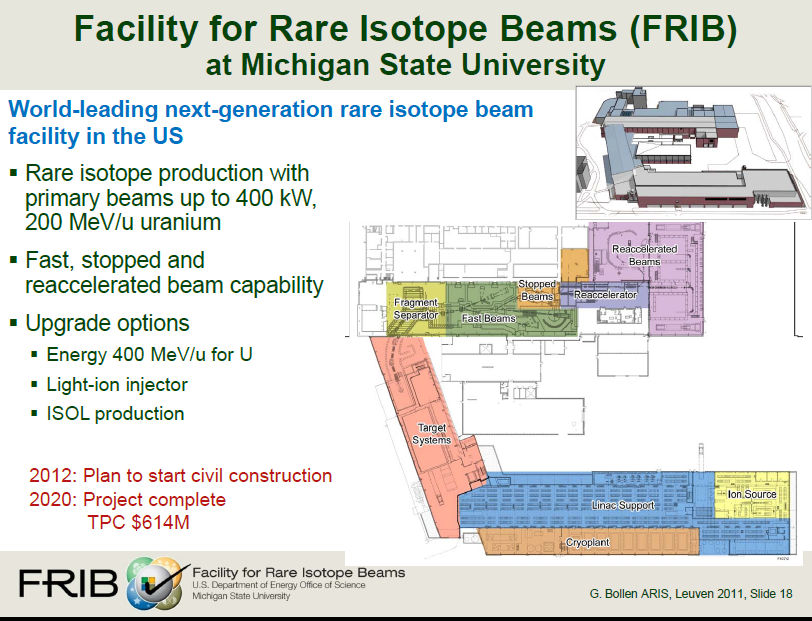 Facility for Rare Isotope Beams (FRIB)
at Michigan State University
World-leading next-generation rare isotope beam
facility in the US
▪ Rare isotope production with
primary beams up to 400 kW,
200 MeV/u uranium
▪ Fast, stopped and
reaccelerated beam capability
▪ Upgrade options
▪ Energy 400 MeV/u for U
▪ Light-ion injector
▪ ISOL production
2012: Plan to start civil construction
2020: Project complete
TPC $614M
Reaccelerated
Beams
Stopped
Beams
Reaccelerator
Fragment
Separator
Fast Beams
Target
Systems
Linac Support
Ion Source
Cryoplant
FRIB
Facility for Rare Isotope Beams
U.S. Department of Energy Office of Science
Michigan State University
G. Bollen ARIS, Leuven 2011, Slide 18